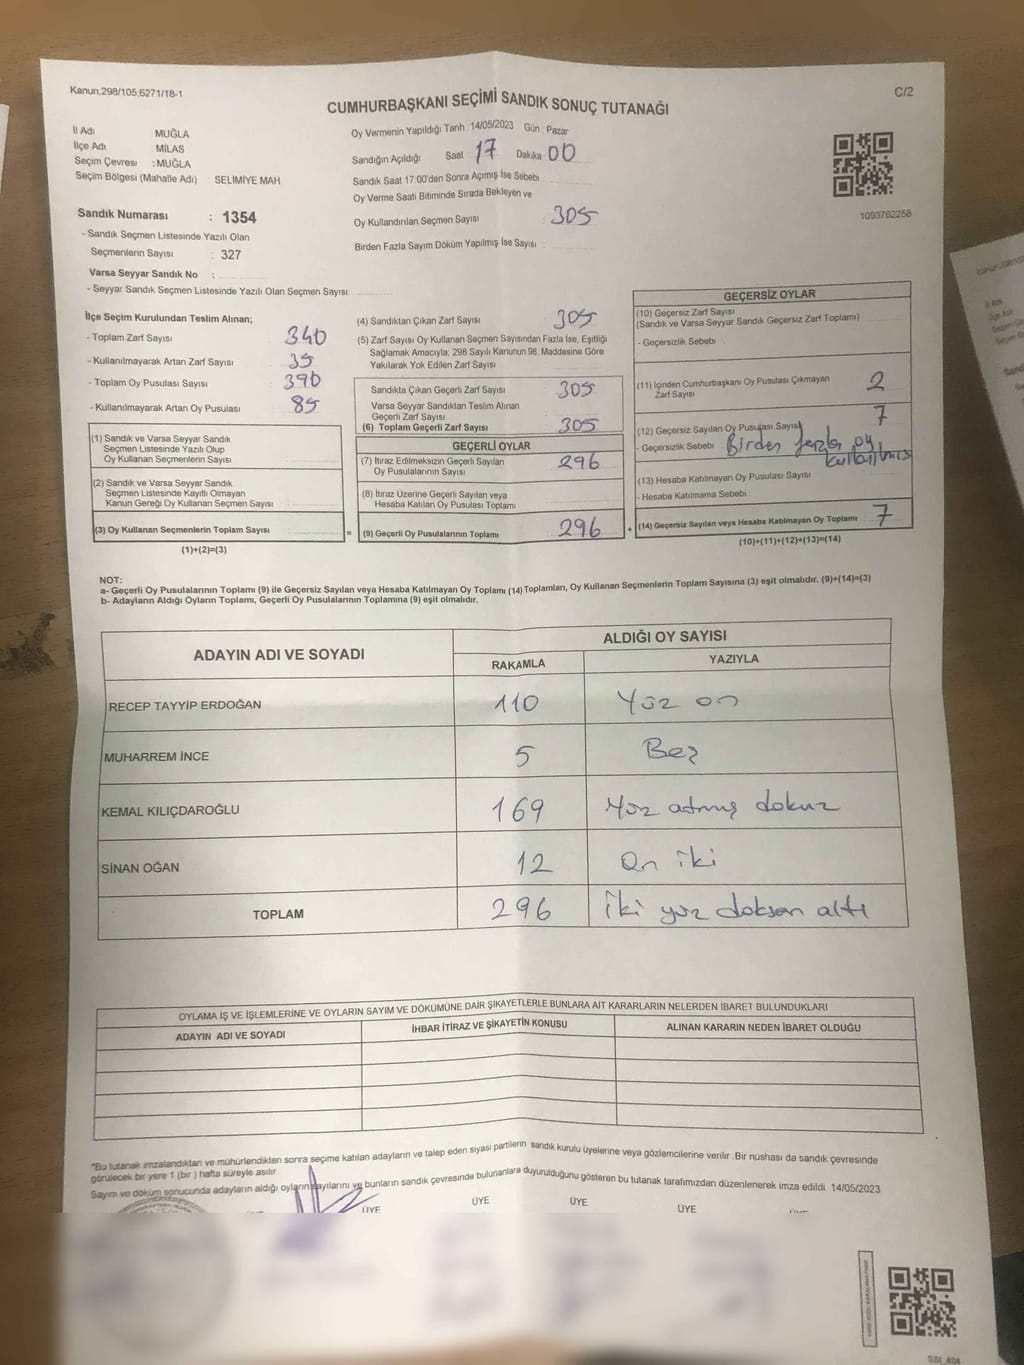 Kanun,298/105,6271/18-1
C/2
CUMHURBAŞKANI SEÇİMİ SANDIK SONUÇ TUTANAĞI
İl Adı MUĞLA
İlçe Adı MİLAS
Seçim Çevresi :MUĞLA
Seçim Bölgesi (Mahalle Adı) SELIMIYE MAH
Sandık Numarası : 1354
- Sandık Seçmen Listesinde Yazılı Olan
Seçmenlerin Sayısı : 327
Varsa Seyyar Sandık No :
- Seyyar Sandık Seçmen Listesinde Yazılı Olan Seçmen Sayısı:
Oy Vermenin Yapıldığı Tarih 14/05/2023 Gün Pazar
Sandığın Açıldığı Saat 17 Dakika 00
Sandık Saat 17:00'den Sonra Açımış İse Sebebi
Oy Verme Saati Bitiminde Sırada Bekleyen ve
Oy Kullandırılan Seçmen Sayısı : 305
Birden Fazla Sayım Döküm Yapılmış İse Sayısı :
1093762258
İlçe Seçim Kurulundan Teslim Alınan;
- Toplam Zarf Sayısı 340
- Kullanılmayarak Artan Zarf Sayısı 35
- Toplam Oy Pusulası Sayısı 390
- Kullanılmayarak Artan Oy Pusulası 85
(1) Sandık ve Varsa Seyyar Sandık
Seçmen Listesinde Yazılı Olup
Oy Kullanan Seçmenlerin Sayısı
(2) Sandık ve Varsa Seyyar Sandık
Seçmen Listesinde Kayıtlı Olmayan
Kanun Gereği Oy Kullanan Seçmen Sayısı
(3) Oy Kullanan Seçmenlerin Toplam Sayısı =
(1)+(2)=(3)
(4) Sandıktan Çıkan Zarf Sayısı 305
(5) Zarf Sayısı Oy Kullanan Seçmen Sayısından Fazla İse, Eşitliği
Sağlamak Amacıyla; 298 Sayılı Kanunun 98. Maddesine Göre
Yakılarak Yok Edilen Zarf Sayısı
Sandıkta Çıkan Geçerli Zarf Sayısı 305
Varsa Seyyar Sandıktan Teslim Alınan
Geçerli Zarf Sayısı
(6) Toplam Geçerli Zarf Sayısı 305
GEÇERLİ OYLAR
(7) İtiraz Edilmeksizin Geçerli Sayılan
Oy Pusulalarının Sayısı 296
(8) İtiraz Üzerine Geçerli Sayılan veya
Hesaba Katılan Oy Pusulası Toplamı
(9) Geçerli Oy Pusulalarının Toplamı 296 +
GEÇERSİZ OYLAR
(10) Geçersiz Zarf Sayısı
(Sandık ve Varsa Seyyar Sandık Geçersiz Zarf Toplamı)
- Geçersizlik Sebebi
(11) İçinden Cumhurbaşkanı Oy Pusulası Çıkmayan
Zarf Sayısı 2
(12) Geçersiz Sayılan Oy Pusulası Sayısı 7
- Geçersizlik Sebebi Birden fazla oy
kullanılmış
(13) Hesaba Katılmayan Oy Pusulası Sayısı
- Hesaba Katılmama Sebebi
(14) Geçersiz Sayılan veya Hesaba Katılmayan Oy Toplamı 7
(10)+(11)+(12)+(13)=(14)
NOT:
a- Geçerli Oy Pusulalarının Toplamı (9) ile Geçersiz Sayılan veya Hesaba Katılmayan Oy Toplamı (14) Toplamları, Oy Kullanan Seçmenlerin Toplam Sayısına (3) eşit olmalıdır. (9)+(14)=(3)
b- Adayların Aldığı Oyların Toplamı, Geçerli Oy Pusulalarının Toplamına (9) eşit olmalıdır.
ADAYIN ADI VE SOYADI ALDIĞI OY SAYISI
RAKAMLA YAZIYLA
RECEP TAYYİP ERDOĞAN 110 Yüz on
MUHARREM İNCE 5 Beş
KEMAL KILIÇDAROĞLU 169 Yüz atmış dokuz
SİNAN OĞAN 12 On iki
TOPLAM 296 İki yüz doksan altı
OYLAMA İŞ VE İŞLEMLERİNE VE OYLARIN SAYIM VE DÖKÜMÜNE DAİR ŞİKAYETLERLE BUNLARA AİT KARARLARIN NELERDEN İBARET BULUNDUKLARI
ADAYIN ADI VE SOYADI İHBAR İTİRAZ VE ŞİKAYETİN KONUSU ALINAN KARARIN NEDEN İBARET OLDUĞU
"Bu tutanak imzalandıktan ve mühürlendikten sonra seçime katılan adayların ve talep eden siyasi partilerin sandık kurulu üyelerine veya gözlemcilerine verilir .Bir nüshası da sandık çevresinde
görülecek bir yere 1 (bir ) hafta süreyle asılır.
Sayım ve döküm sonucunda adayların aldığı oyların sayılarını ve bunların sandık çevresinde bulunanlara duyurulduğunu gösteren bu tutanak tarafımızdan düzenlenerek imza edildi 14/05/2023
ÜYE ÜYE ÜYE ÜYE